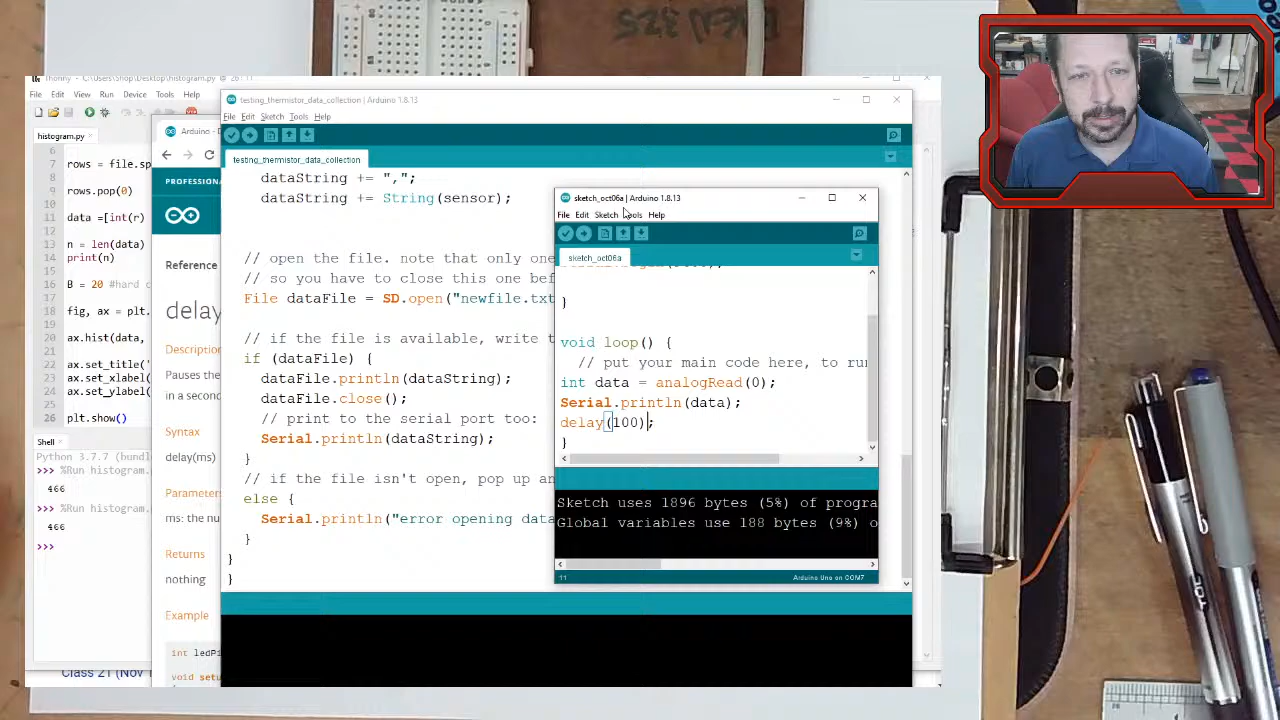 Thonny - C:\Users\Shop\Desktop\histogram.py @ 26:11
File Edit View Run Device Tools Help
histogram.py
6
7 rows = file.sp
8
9 rows.pop(0)
10
11 data =[int(r)
12
13 n = len(data)
14 print(n)
15
16 B = 20 #hard c
17
18 fig, ax = plt.
19
20 ax.hist(data,
21
22 ax.set_title('
23 ax.set_xlabel(
24 ax.set_ylabel(
25
26 plt.show()
Shell
Python 3.7.7 (bundl
>>> %Run histogram.
466
>>> %Run histogram.
466
>>>
Arduino - D
PROFESSIONA
Reference
delay
Description
Pauses the
in a second
Syntax
delay(ms)
Parameters
ms: the nu
Returns
nothing
Example
int ledPi
void setu
Class 21 (Nov
testing_thermistor_data_collection | Arduino 1.8.13
File Edit Sketch Tools Help
testing_thermistor_data_collection
dataString += ",";
dataString += String(sensor);
// open the file. note that only one
// so you have to close this one bef
File dataFile = SD.open("newfile.txt
// if the file is available, write t
if (dataFile) {
dataFile.println(dataString);
dataFile.close();
// print to the serial port too:
Serial.println(dataString);
}
// if the file isn't open, pop up an
else {
Serial.println("error opening data
}
}
}
sketch_oct06a | Arduino 1.8.13
File Edit Sketch Tools Help
sketch_oct06a
}
void loop() {
// put your main code here, to run
int data = analogRead(0);
Serial.println(data);
delay(100);
}
Sketch uses 1896 bytes (5%) of progra
Global variables use 188 bytes (9%) o
11
Arduino Uno on COM7